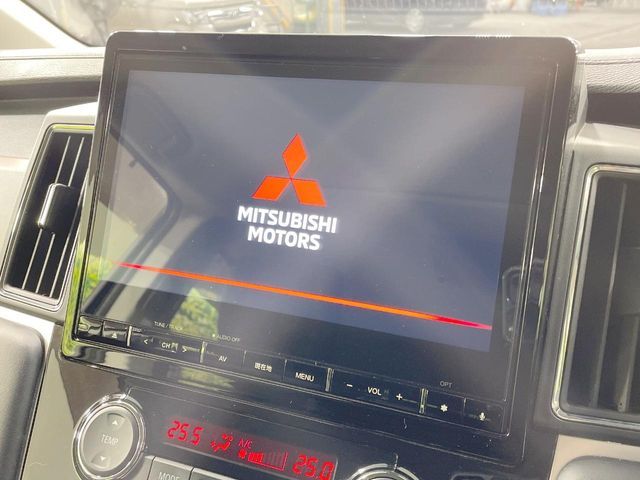 MITSUBISHI
MOTORS
TUNE / TRACK
AUDIO OFF
OPT
CH
AV
現在地
MENU
− VOL +
TEMP
25.5
A/C
25.0
MODE